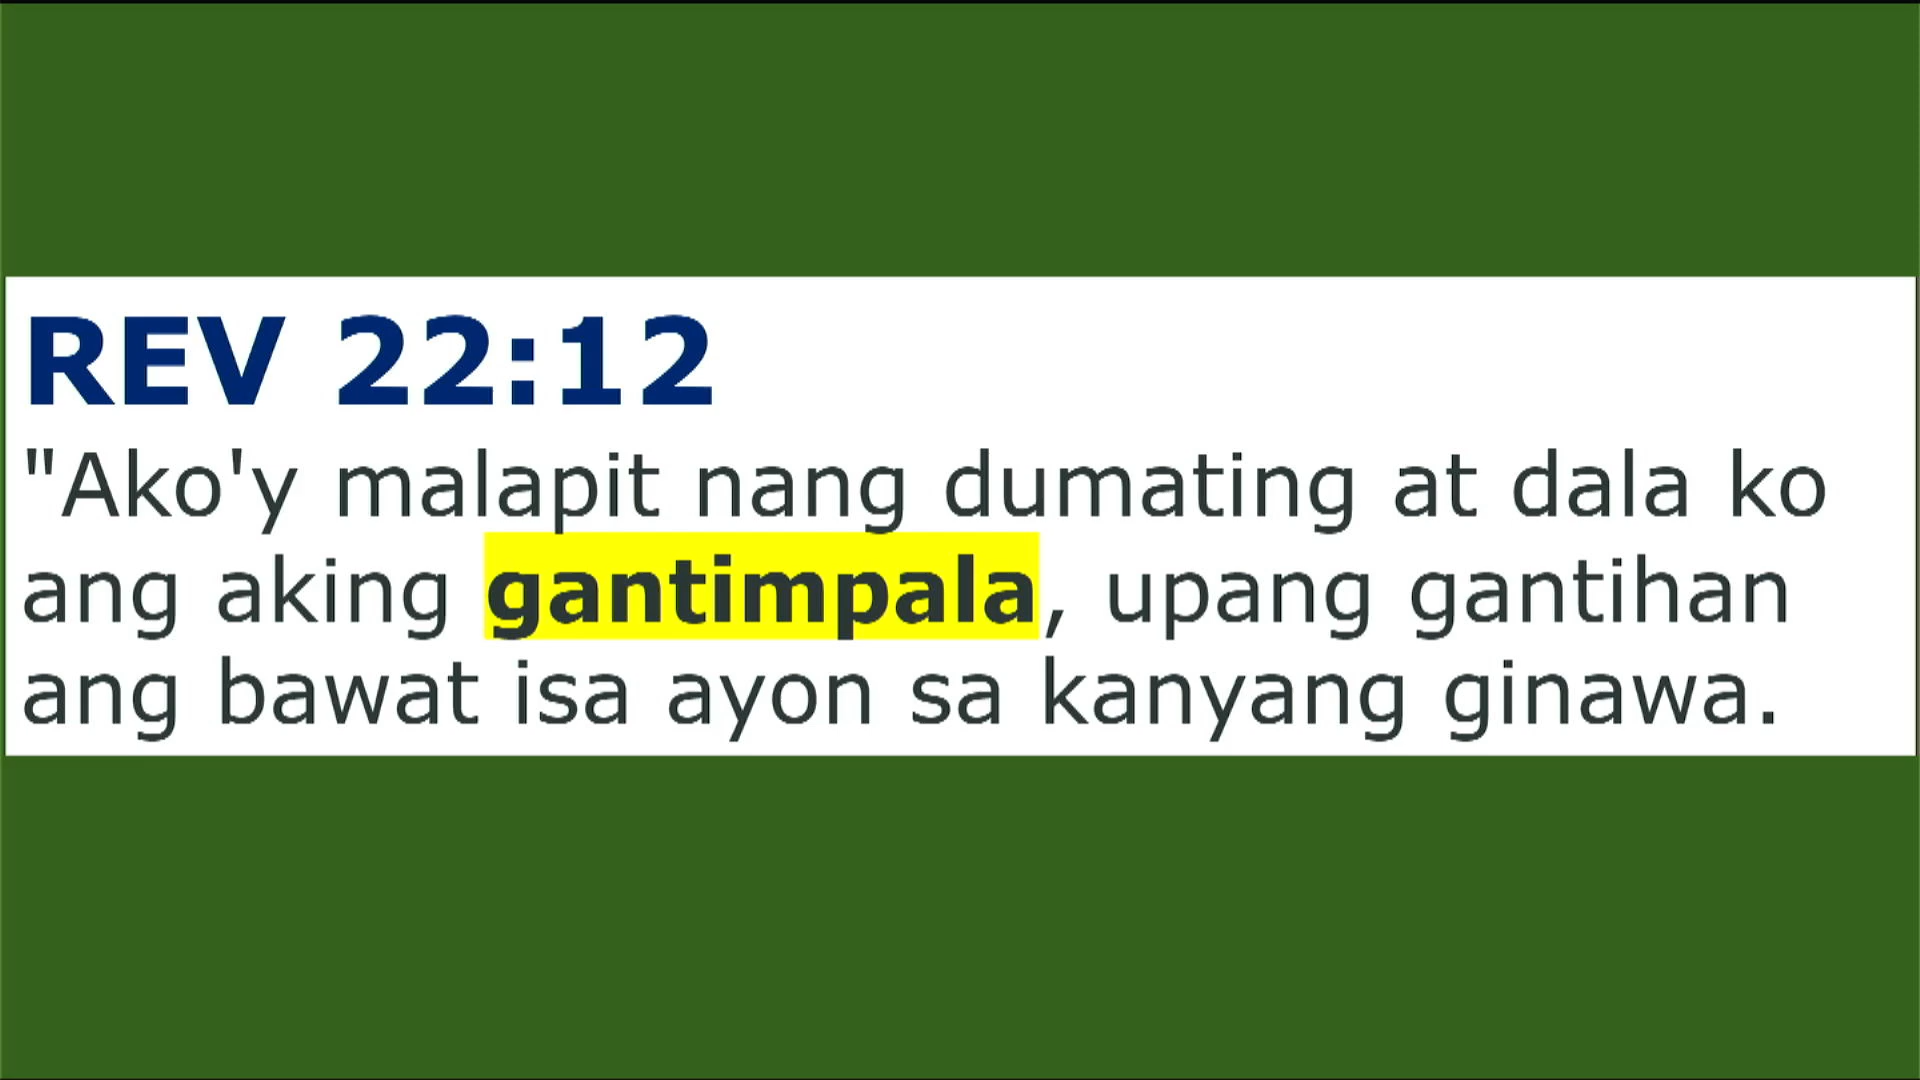 REV 22:12
"Ako'y malapit nang dumating at dala ko
ang aking gantimpala, upang gantihan
ang bawat isa ayon sa kanyang ginawa.